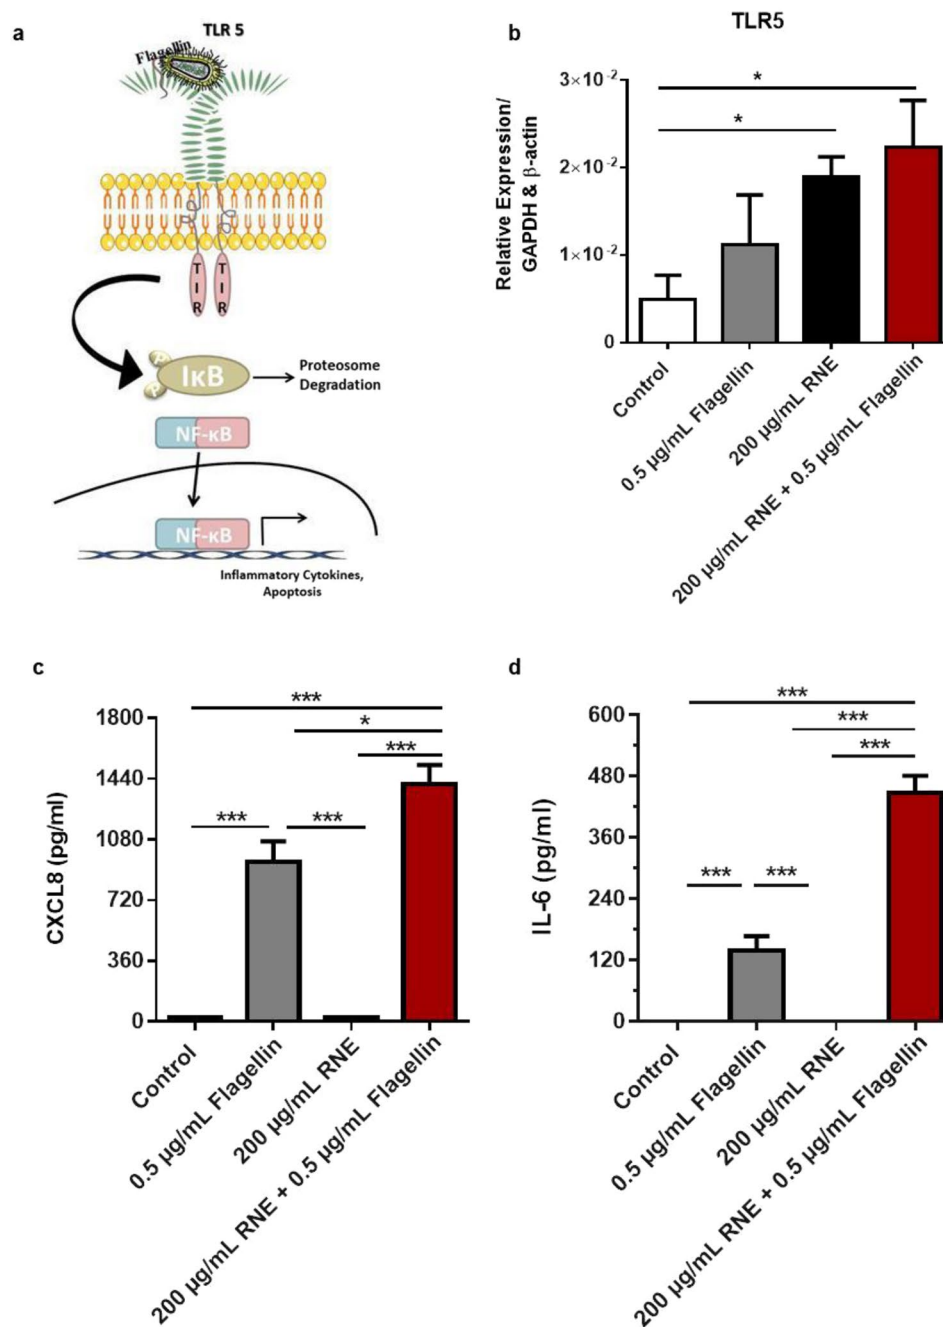 a
TLR 5
Flagellin
T
I
R
T
I
R
P
P
IκB
Proteosome
Degradation
NF-κB
NF-κB
Inflammatory Cytokines,
Apoptosis
b
TLR5
Relative Expression/
GAPDH & β-actin
3×10⁻²
2×10⁻²
1×10⁻²
0
*
*
Control
0.5 µg/mL Flagellin
200 µg/mL RNE
200 µg/mL RNE + 0.5 µg/mL Flagellin
c
CXCL8 (pg/ml)
1800
1440
1080
720
360
0
***
*
***
***
***
Control
0.5 µg/mL Flagellin
200 µg/mL RNE
200 µg/mL RNE + 0.5 µg/mL Flagellin
d
IL-6 (pg/ml)
600
480
360
240
120
0
***
***
***
***
***
Control
0.5 µg/mL Flagellin
200 µg/mL RNE
200 µg/mL RNE + 0.5 µg/mL Flagellin